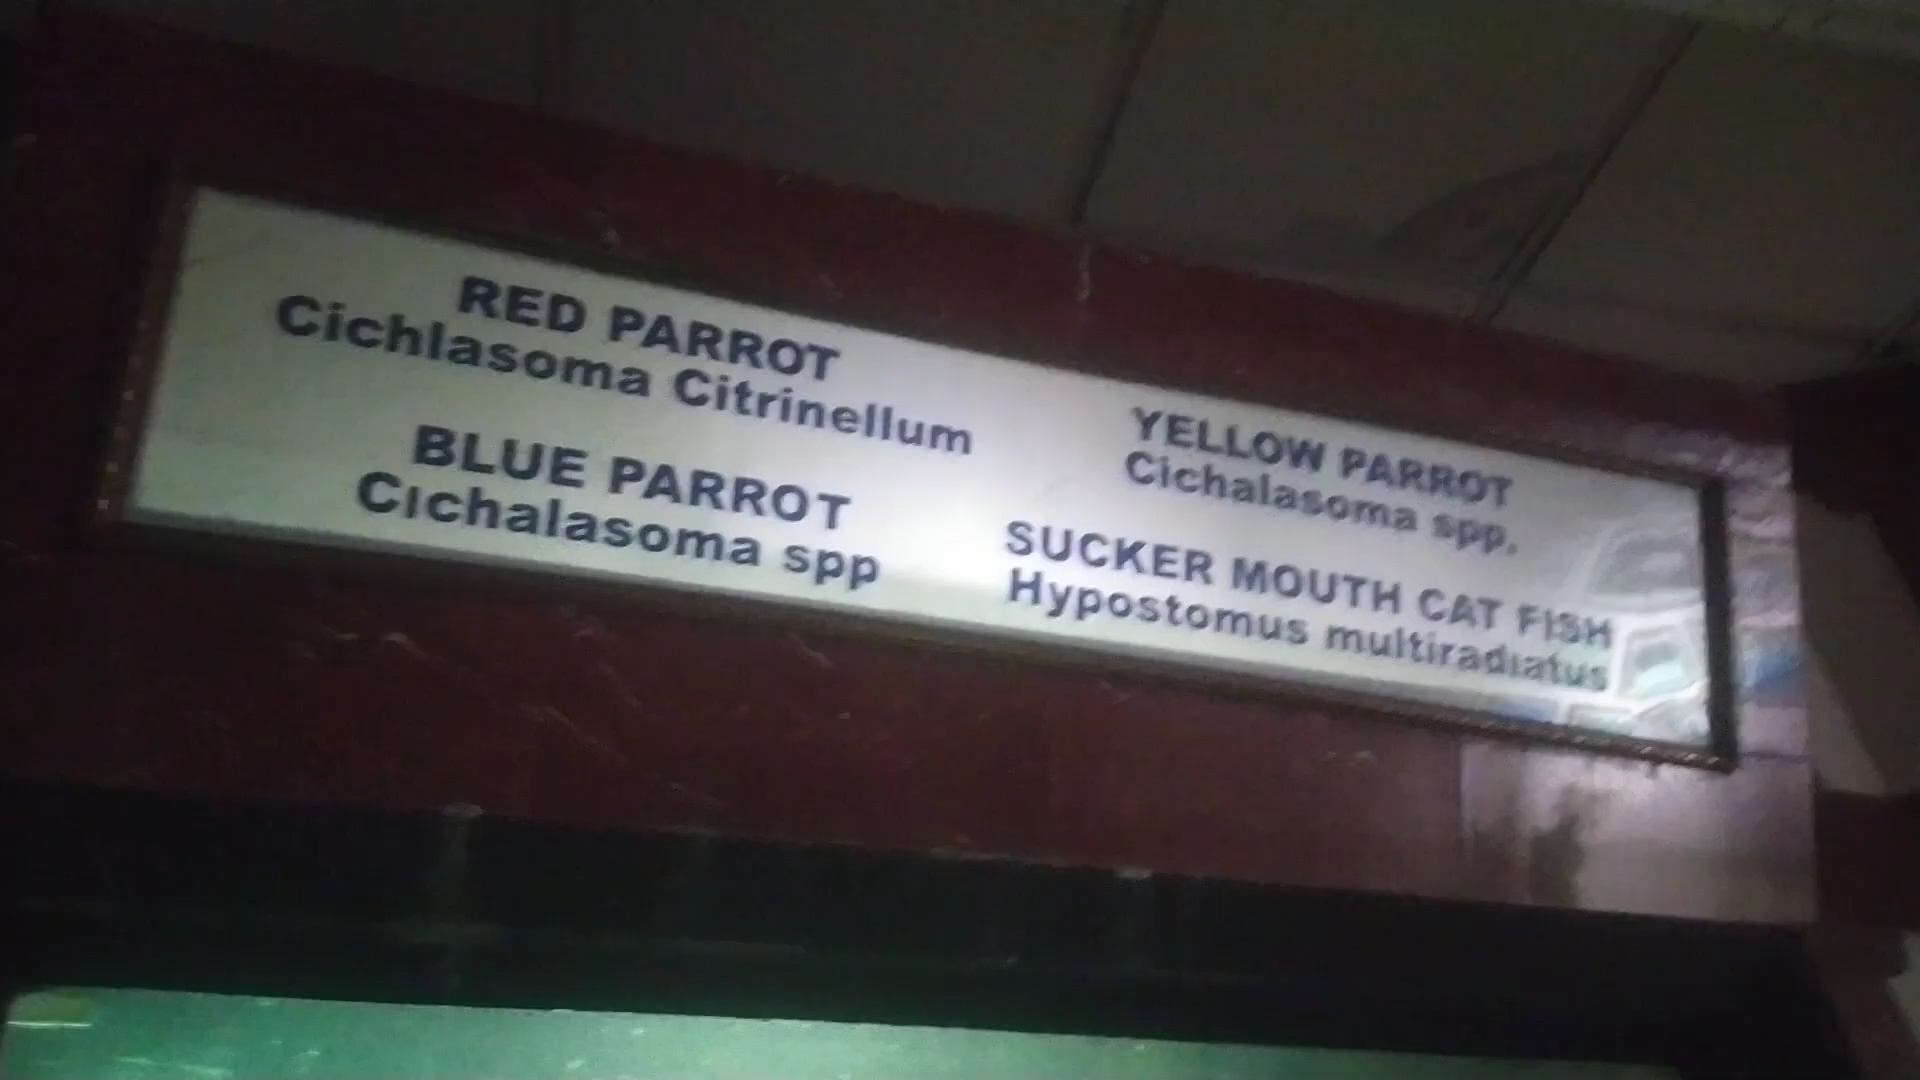 RED PARROT
Cichlasoma Citrinellum
BLUE PARROT
Cichalasoma spp
YELLOW PARROT
Cichalasoma spp.
SUCKER MOUTH CAT FISH
Hypostomus multiradiatus